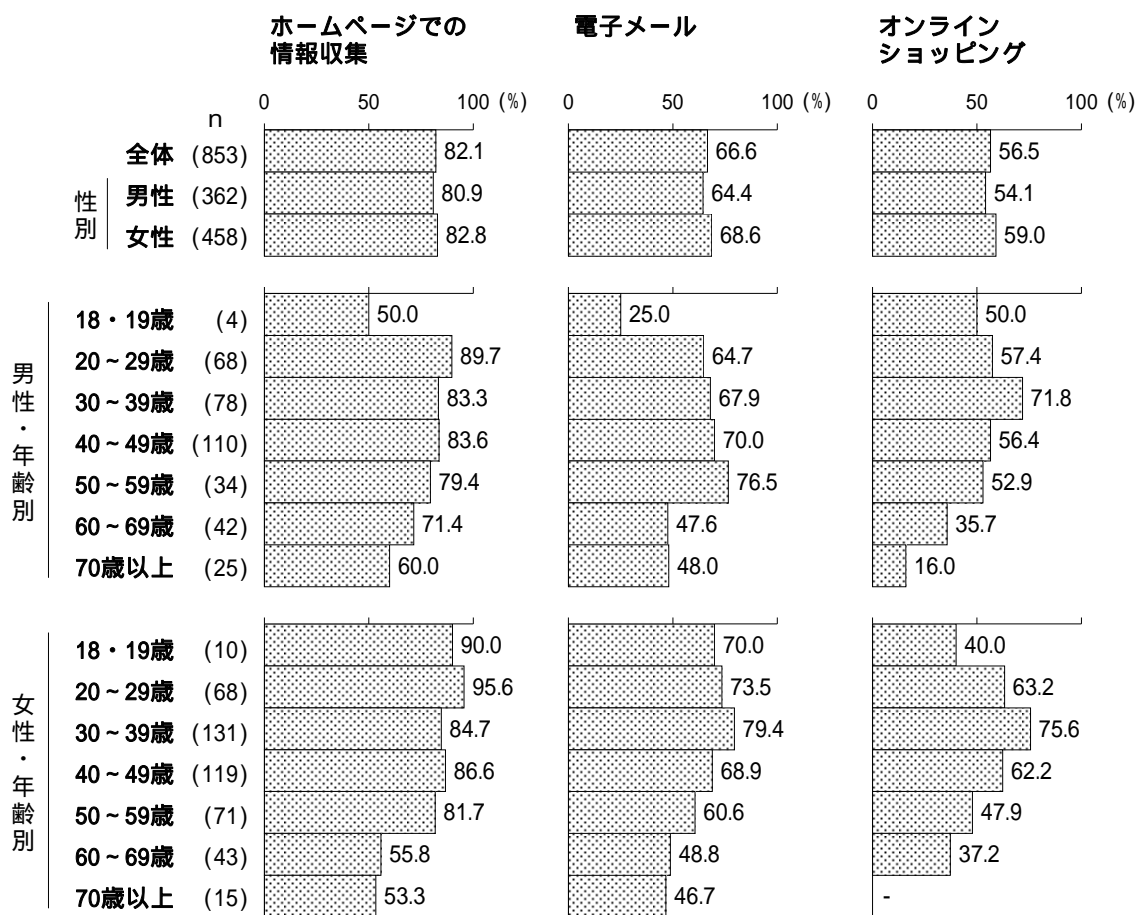 ホームページでの 電子メール オンライン
情報収集 ショッピング
0 50 100 (%) 0 50 100 (%) 0 50 100 (%)
n
全体 (853) 82.1 66.6 56.5
性別
男性 (362) 80.9 64.4 54.1
女性 (458) 82.8 68.6 59.0
男性・年齢別
18・19歳 (4) 50.0 25.0 50.0
20~29歳 (68) 89.7 64.7 57.4
30~39歳 (78) 83.3 67.9 71.8
40~49歳 (110) 83.6 70.0 56.4
50~59歳 (34) 79.4 76.5 52.9
60~69歳 (42) 71.4 47.6 35.7
70歳以上 (25) 60.0 48.0 16.0
女性・年齢別
18・19歳 (10) 90.0 70.0 40.0
20~29歳 (68) 95.6 73.5 63.2
30~39歳 (131) 84.7 79.4 75.6
40~49歳 (119) 86.6 68.9 62.2
50~59歳 (71) 81.7 60.6 47.9
60~69歳 (43) 55.8 48.8 37.2
70歳以上 (15) 53.3 46.7 -